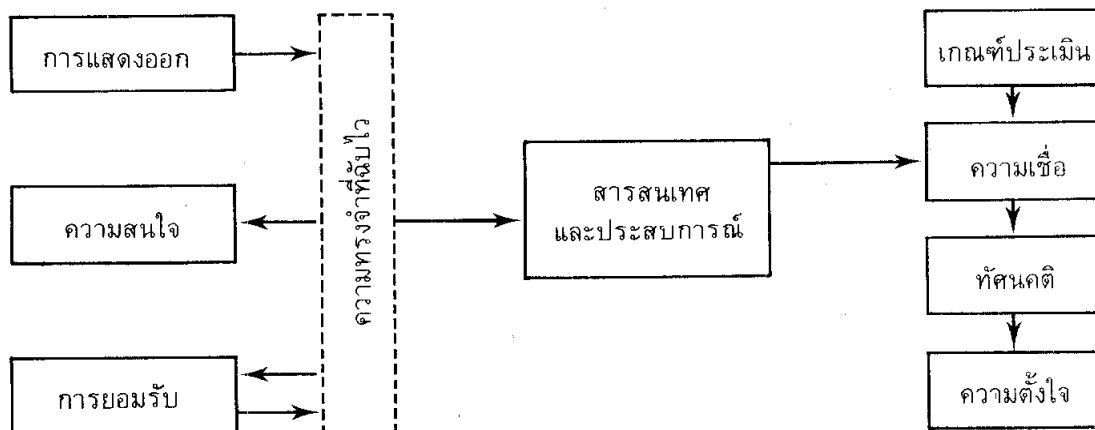 การแสดงออก
ความสนใจ
การยอมรับ
ความทรงจำที่ฉับไว
สารสนเทศ
และประสบการณ์
เกณฑ์ประเมิน
ความเชื่อ
ทัศนคติ
ความตั้งใจ